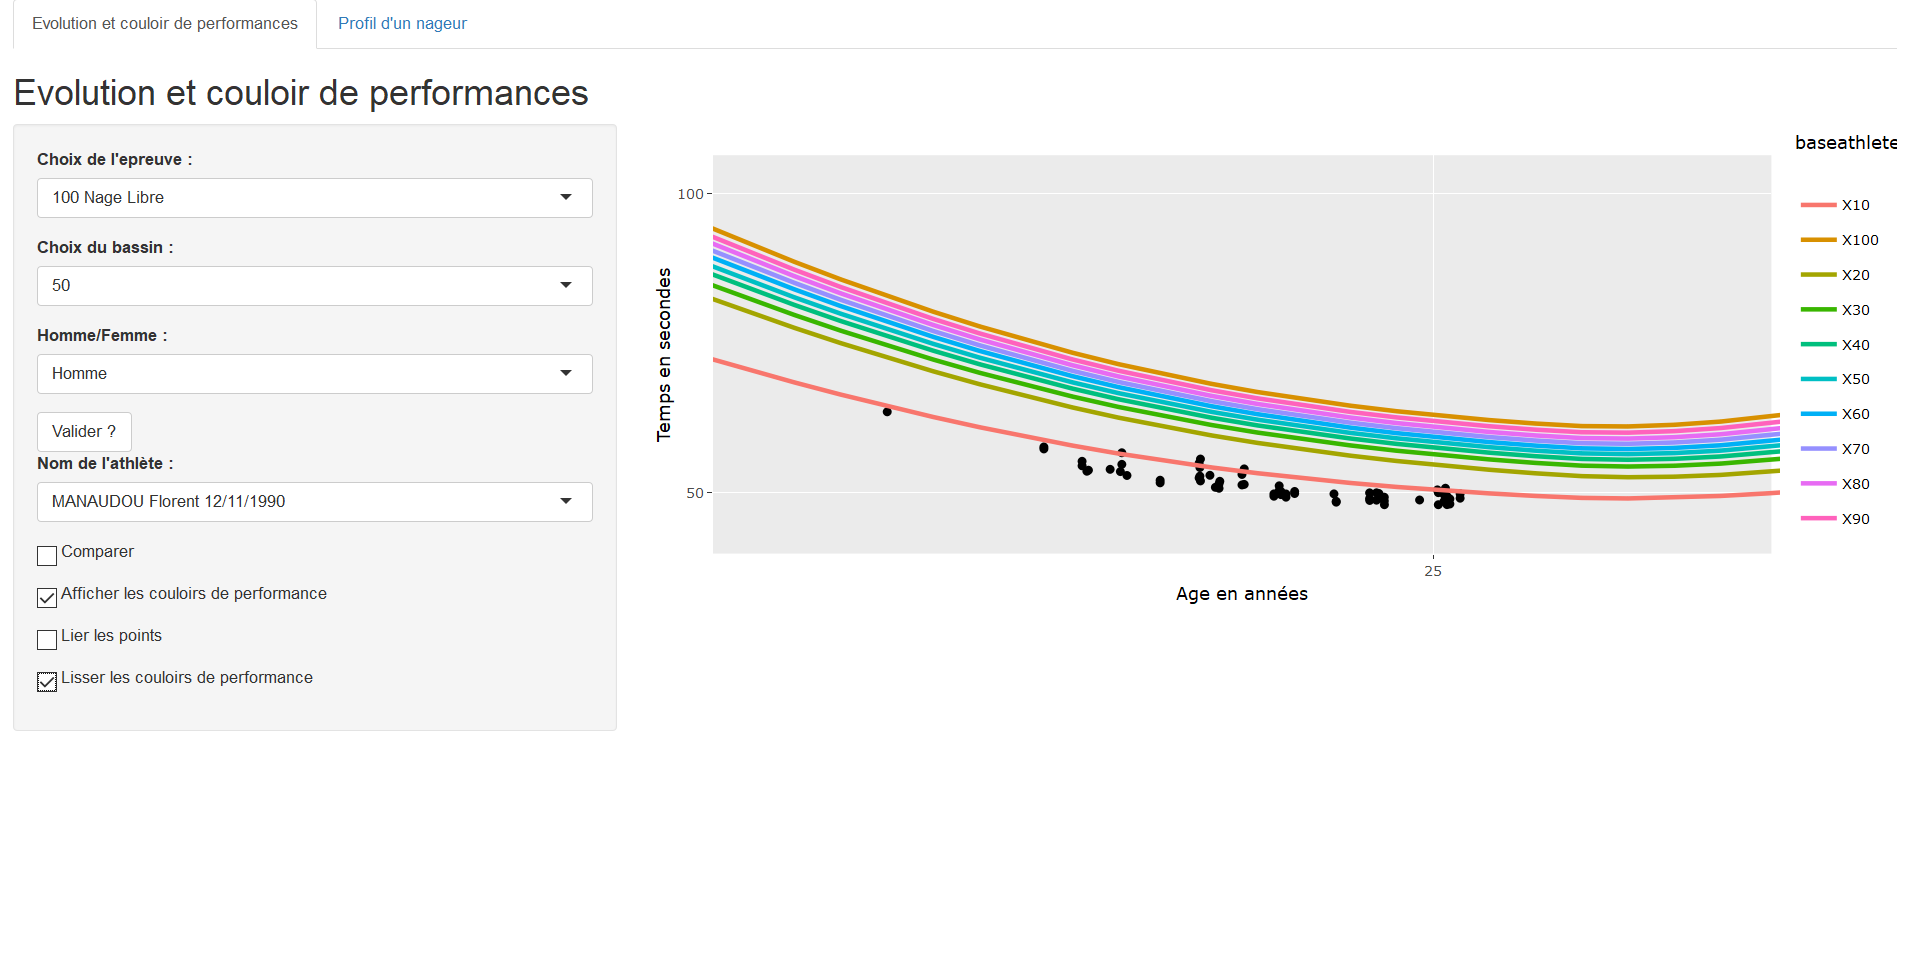 Evolution et couloir de performances
Profil d'un nageur
Evolution et couloir de performances
Choix de l'epreuve :
100 Nage Libre
Choix du bassin :
50
Homme/Femme :
Homme
Valider ?
Nom de l'athlète :
MANAUDOU Florent 12/11/1990
Comparer
Afficher les couloirs de performance
Lier les points
Lisser les couloirs de performance
Temps en secondes
100
50
25
Age en années
baseathlete
X10
X100
X20
X30
X40
X50
X60
X70
X80
X90